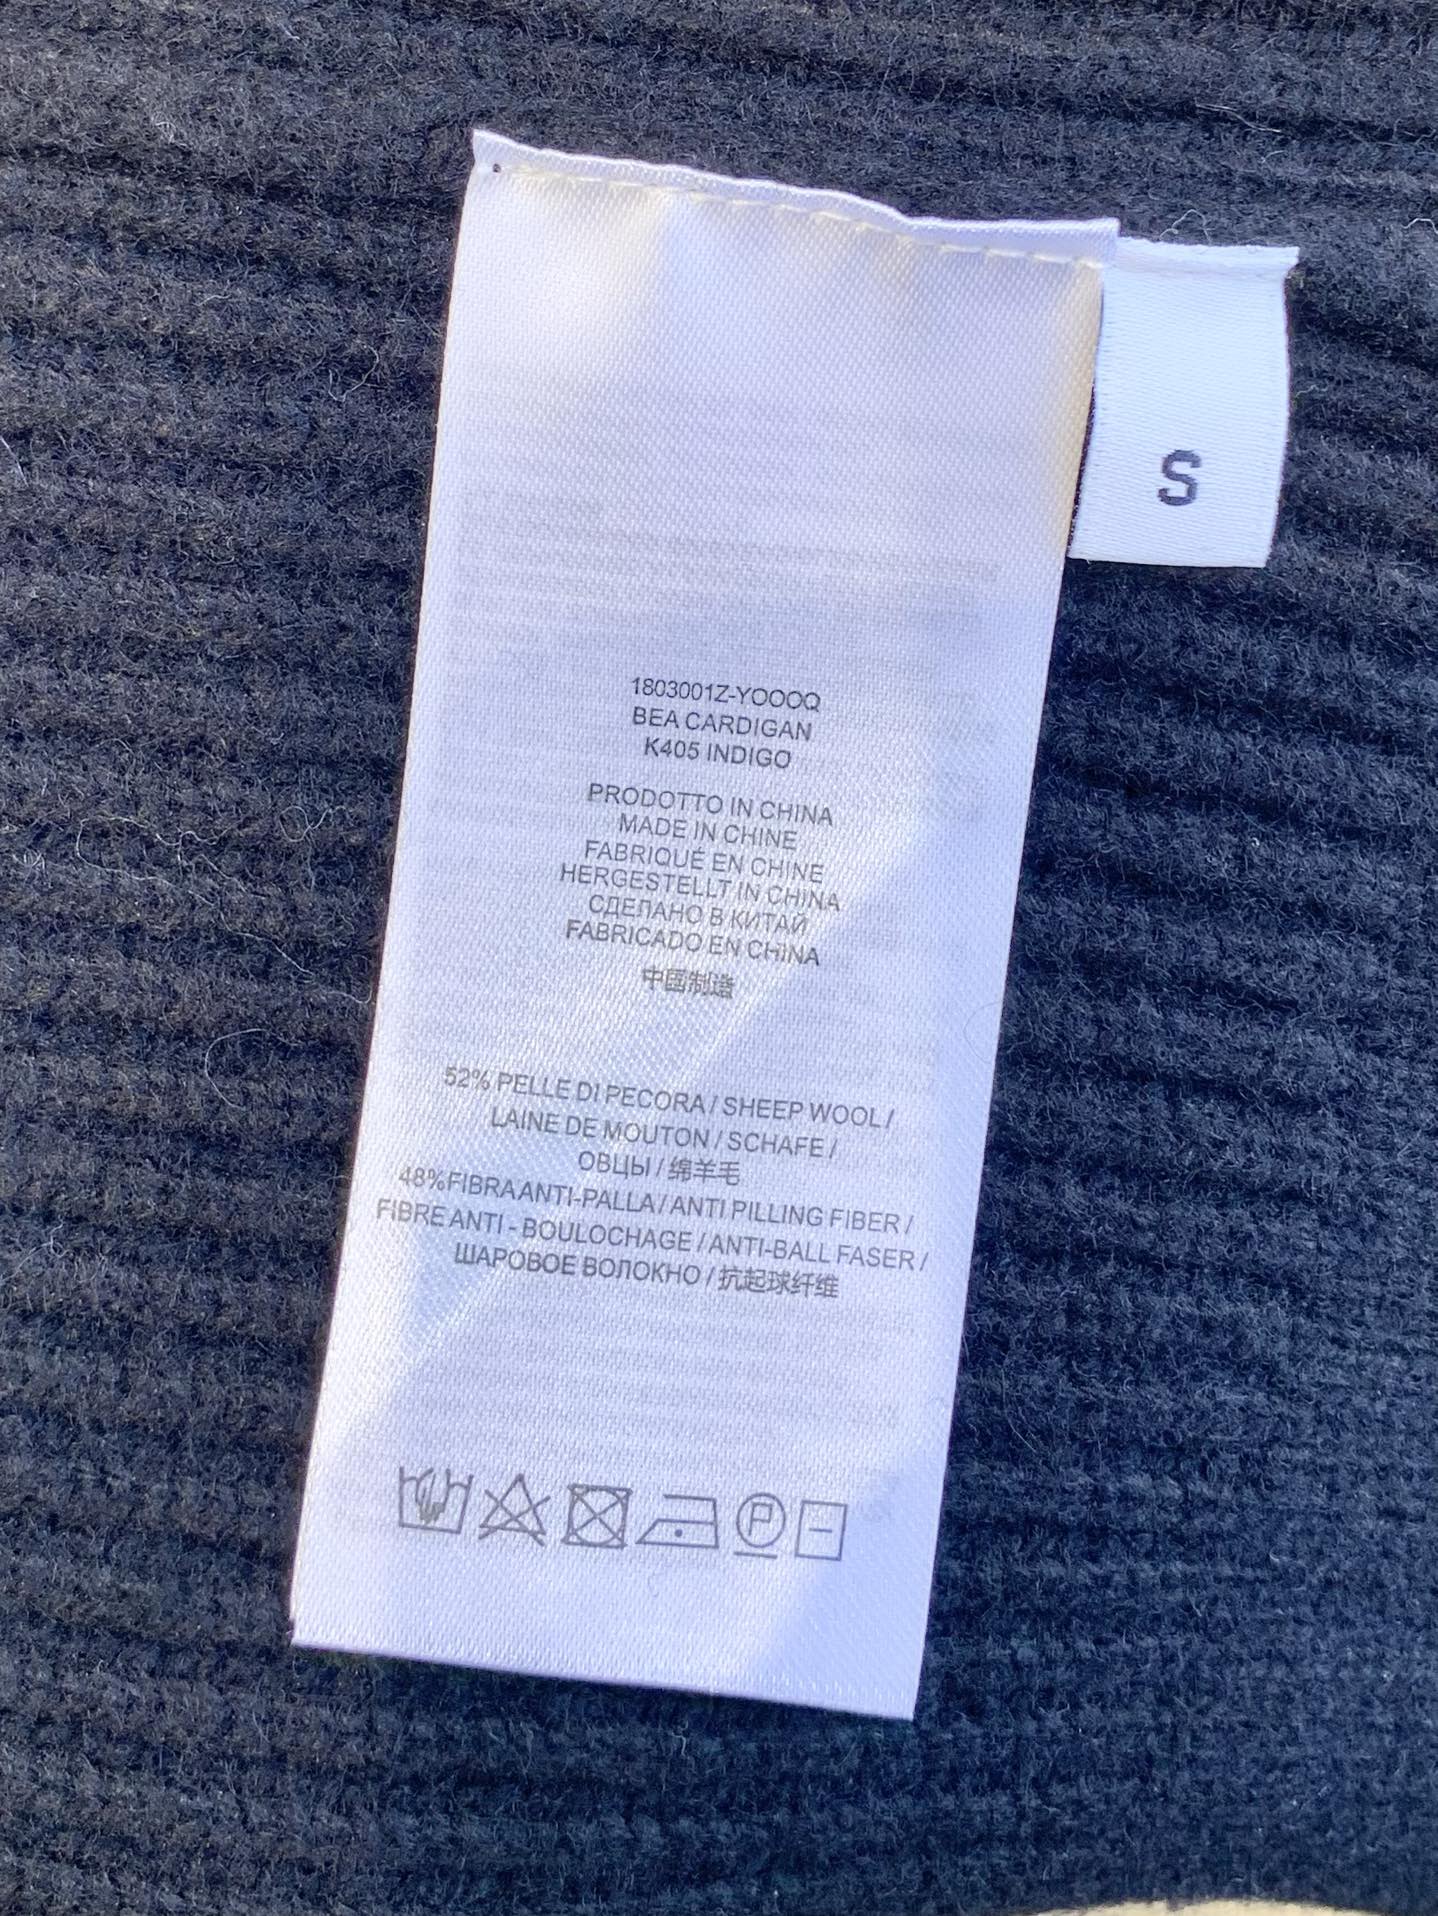 S
1803001Z-YOOOQ
BEA CARDIGAN
K405 INDIGO
PRODOTTO IN CHINA
MADE IN CHINE
FABRIQUÉ EN CHINE
HERGESTELLT IN CHINA
СДЕЛАНО В КИТАЙ
FABRICADO EN CHINA
中国制造
52% PELLE DI PECORA / SHEEP WOOL /
LAINE DE MOUTON / SCHAFE /
ОВЦЫ / 绵羊毛
48%FIBRA ANTI-PALLA / ANTI PILLING FIBER /
FIBRE ANTI - BOULOCHAGE / ANTI-BALL FASER /
ШАРОВОЕ ВОЛОКНО / 抗起球纤维
P